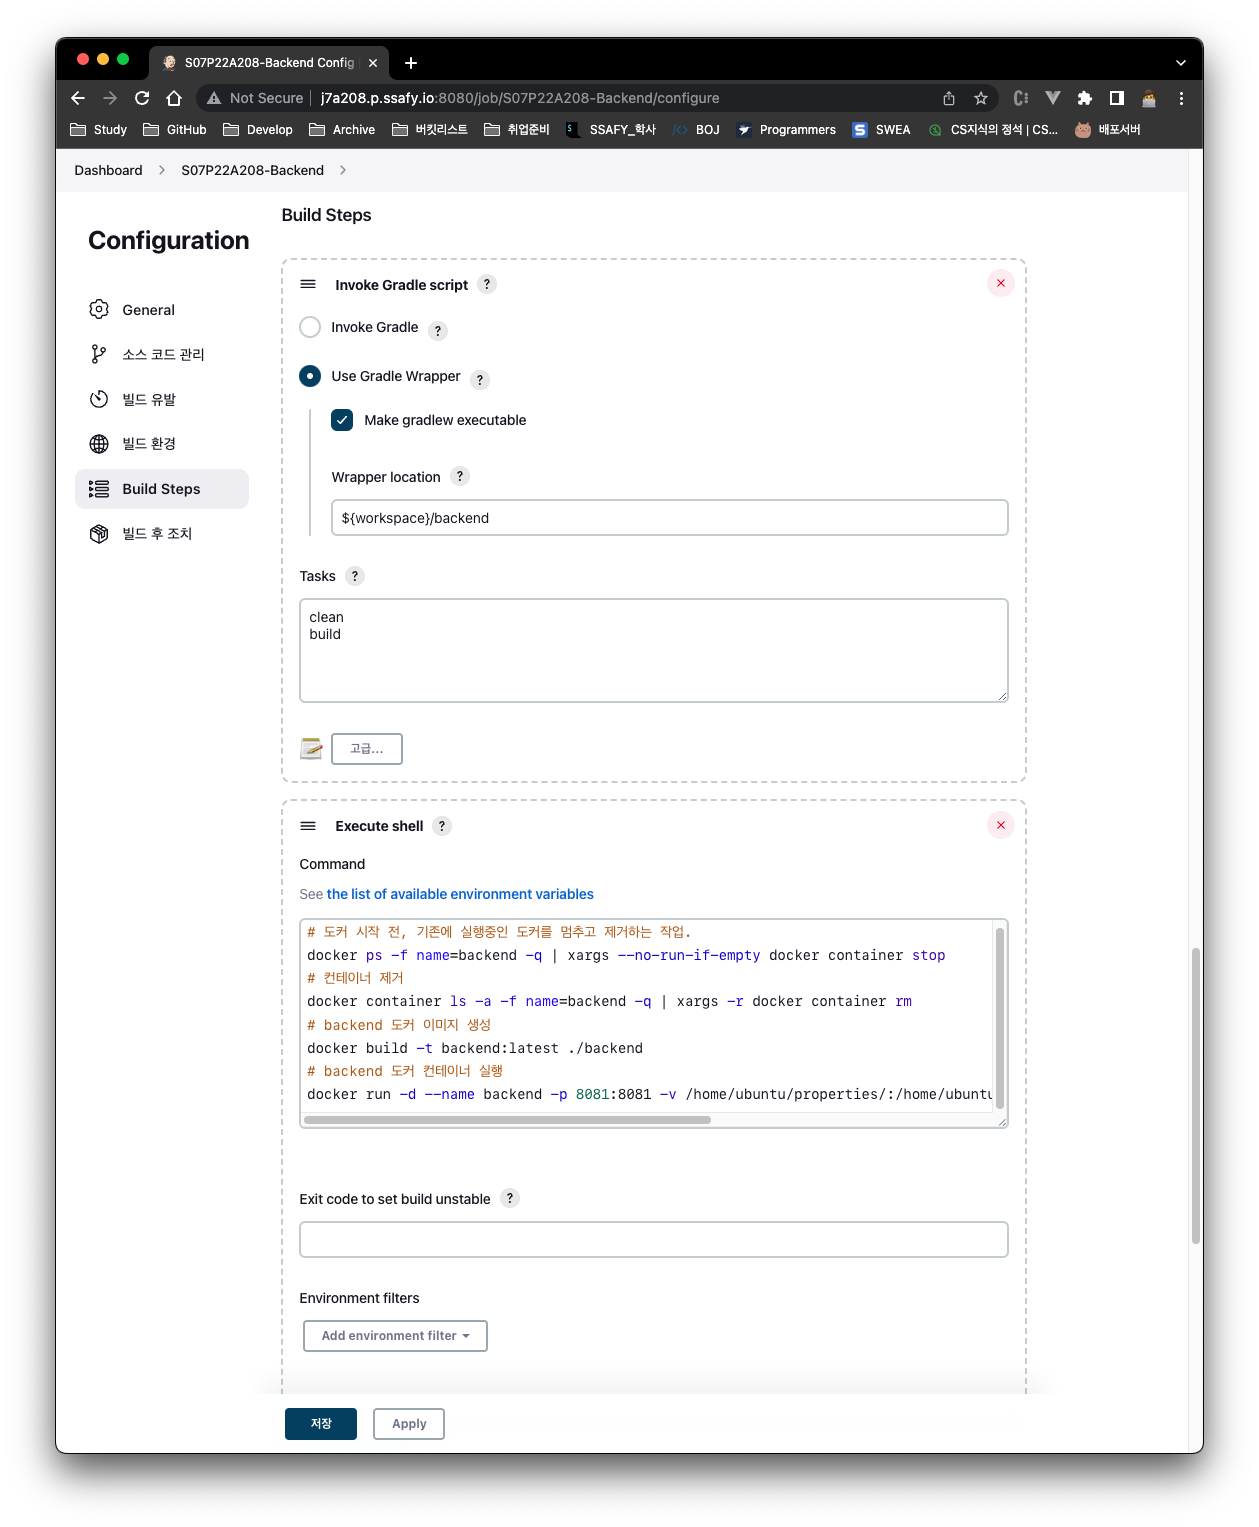 S07P22A208-Backend Config
Not Secure | j7a208.p.ssafy.io:8080/job/S07P22A208-Backend/configure
Study GitHub Develop Archive 버킷리스트 취업준비 SSAFY_학사 BOJ Programmers SWEA CS지식의 정석 | CS... 배포서버
Dashboard > S07P22A208-Backend >
Configuration
General
소스 코드 관리
빌드 유발
빌드 환경
Build Steps
빌드 후 조치
Build Steps
Invoke Gradle script ?
Invoke Gradle ?
Use Gradle Wrapper ?
Make gradlew executable
Wrapper location ?
${workspace}/backend
Tasks ?
clean
build
고급...
Execute shell ?
Command
See the list of available environment variables
# 도커 시작 전, 기존에 실행중인 도커를 멈추고 제거하는 작업.
docker ps -f name=backend -q | xargs --no-run-if-empty docker container stop
# 컨테이너 제거
docker container ls -a -f name=backend -q | xargs -r docker container rm
# backend 도커 이미지 생성
docker build -t backend:latest ./backend
# backend 도커 컨테이너 실행
docker run -d --name backend -p 8081:8081 -v /home/ubuntu/properties/:/home/ubuntu
Exit code to set build unstable ?
Environment filters
Add environment filter
저장 Apply